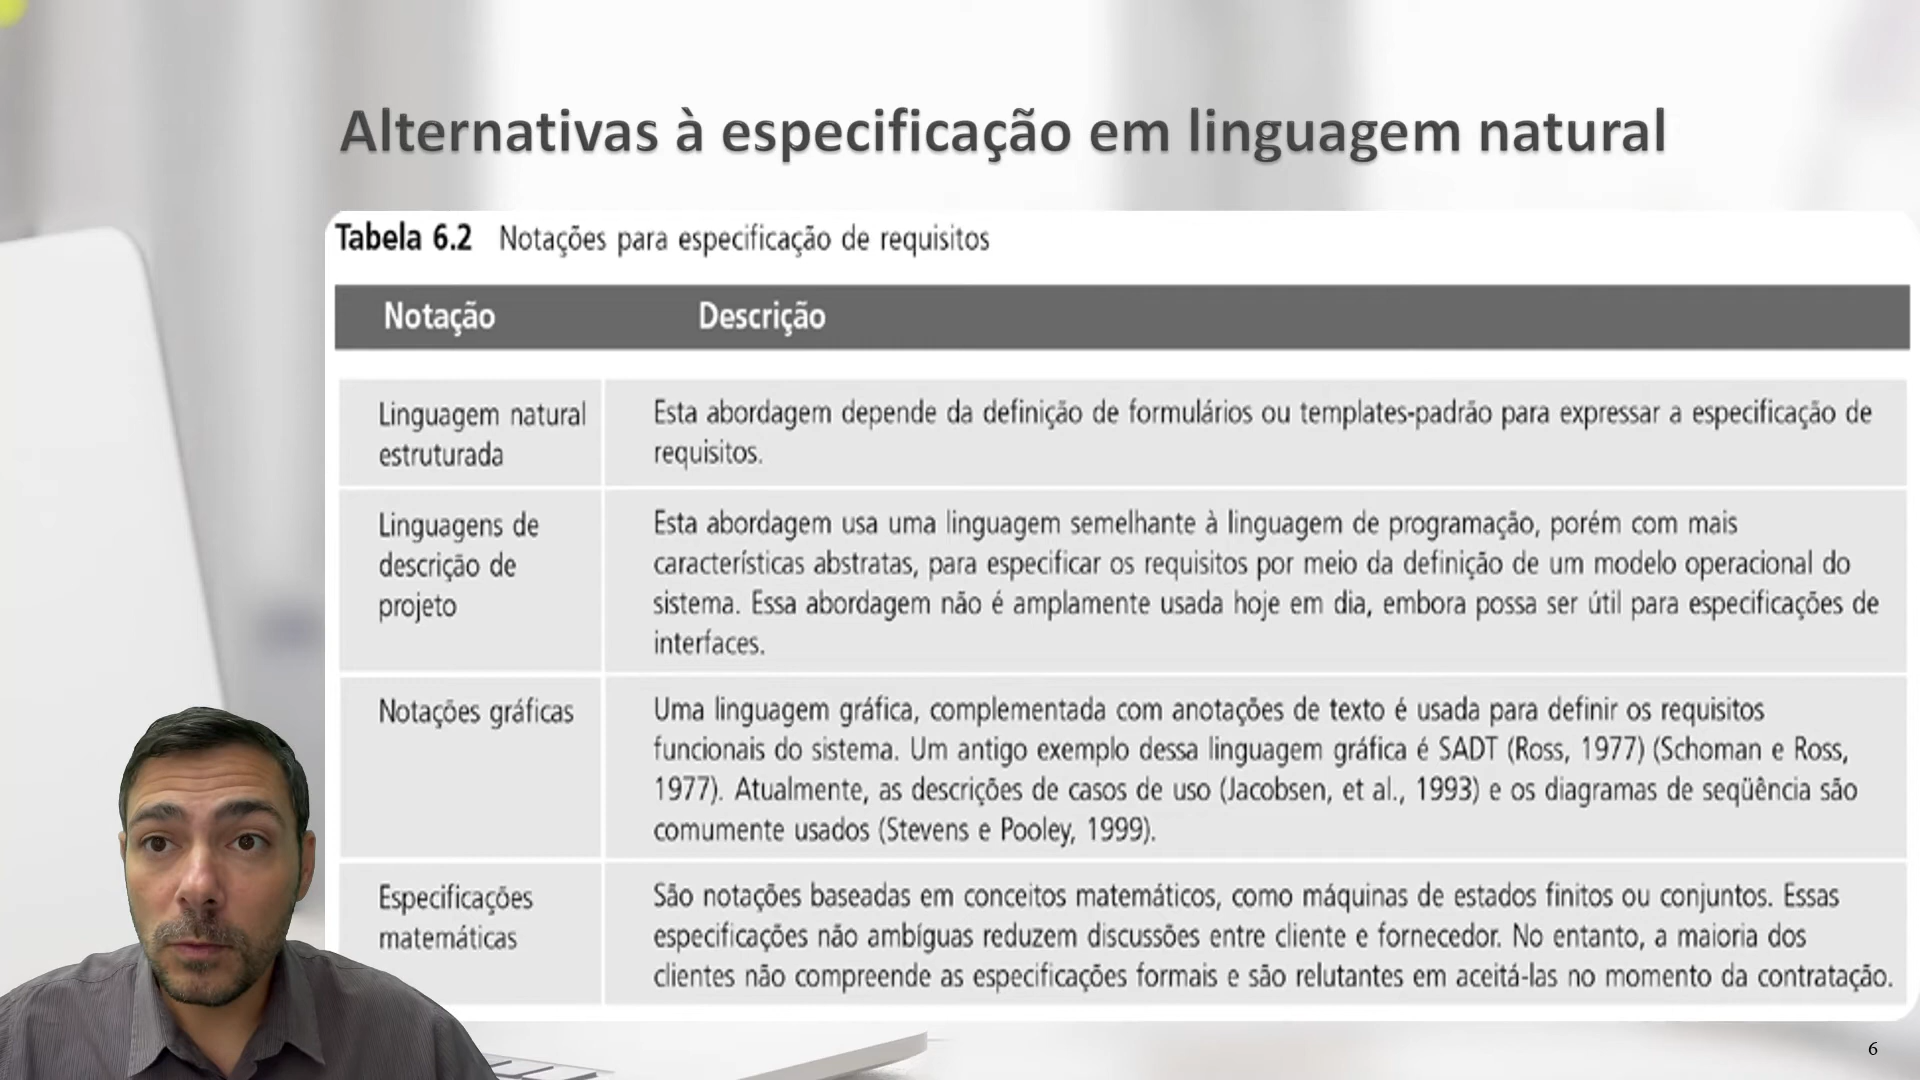 Alternativas à especificação em linguagem natural
Tabela 6.2 Notações para especificação de requisitos
Notação Descrição
Linguagem natural
estruturada
Esta abordagem depende da definição de formulários ou templates-padrão para expressar a especificação de
requisitos.
Linguagens de
descrição de
projeto
Esta abordagem usa uma linguagem semelhante à linguagem de programação, porém com mais
características abstratas, para especificar os requisitos por meio da definição de um modelo operacional do
sistema. Essa abordagem não é amplamente usada hoje em dia, embora possa ser útil para especificações de
interfaces.
Notações gráficas
Uma linguagem gráfica, complementada com anotações de texto é usada para definir os requisitos
funcionais do sistema. Um antigo exemplo dessa linguagem gráfica é SADT (Ross, 1977) (Schoman e Ross,
1977). Atualmente, as descrições de casos de uso (Jacobsen, et al., 1993) e os diagramas de seqüência são
comumente usados (Stevens e Pooley, 1999).
Especificações
matemáticas
São notações baseadas em conceitos matemáticos, como máquinas de estados finitos ou conjuntos. Essas
especificações não ambíguas reduzem discussões entre cliente e fornecedor. No entanto, a maioria dos
clientes não compreende as especificações formais e são relutantes em aceitá-las no momento da contratação.
6